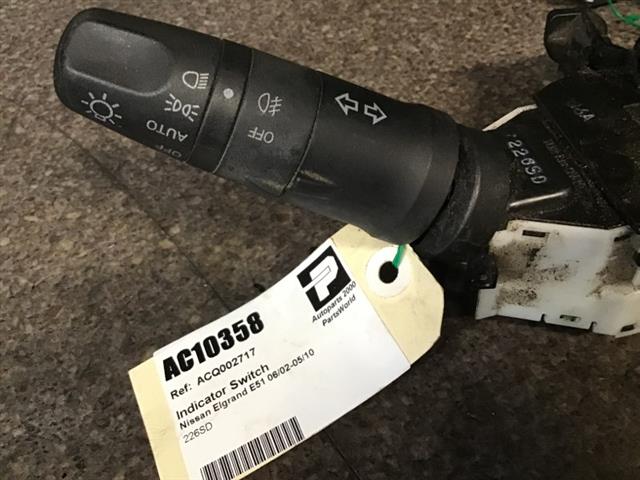 AUTO
OFF
OFF
226SD
P
Autoparts 2000
PartsWorld
AC10358
Ref: ACQ002717
Indicator Switch
Nissan Elgrand E51 06/02-05/10
226SD